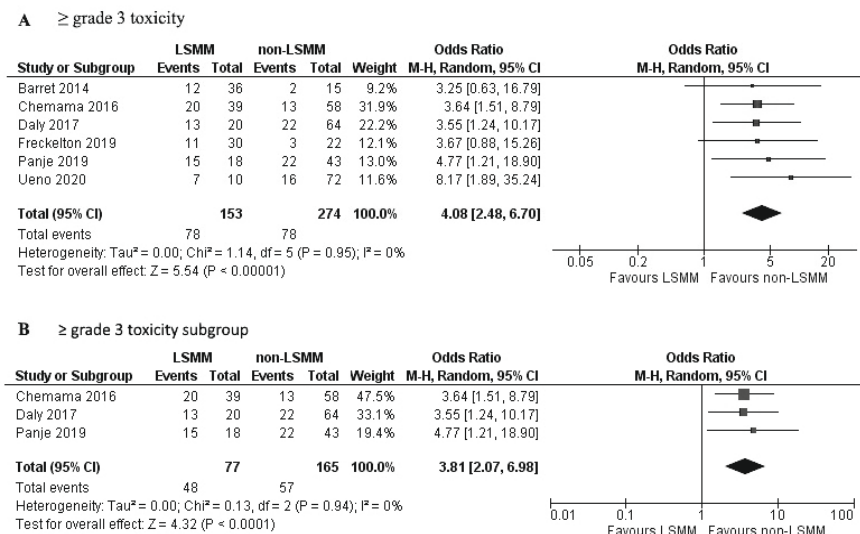 A ≥ grade 3 toxicity
LSMM non-LSMM Odds Ratio Odds Ratio
Study or Subgroup Events Total Events Total Weight M-H, Random, 95% CI M-H, Random, 95% CI
Barret 2014 12 36 2 15 9.2% 3.25 [0.63, 16.79]
Chemama 2016 20 39 13 58 31.9% 3.64 [1.51, 8.79]
Daly 2017 13 20 22 64 22.2% 3.55 [1.24, 10.17]
Freckelton 2019 11 30 3 22 12.1% 3.67 [0.88, 15.26]
Panje 2019 15 18 22 43 13.0% 4.77 [1.21, 18.90]
Ueno 2020 7 10 16 72 11.6% 8.17 [1.89, 35.24]
Total (95% CI) 153 274 100.0% 4.08 [2.48, 6.70]
Total events 78 78
Heterogeneity: Tau² = 0.00; Chi² = 1.14, df = 5 (P = 0.95); I² = 0%
Test for overall effect: Z = 5.54 (P < 0.00001)
0.05 0.2 1 5 20
Favours LSMM Favours non-LSMM
B ≥ grade 3 toxicity subgroup
LSMM non-LSMM Odds Ratio Odds Ratio
Study or Subgroup Events Total Events Total Weight M-H, Random, 95% CI M-H, Random, 95% CI
Chemama 2016 20 39 13 58 47.5% 3.64 [1.51, 8.79]
Daly 2017 13 20 22 64 33.1% 3.55 [1.24, 10.17]
Panje 2019 15 18 22 43 19.4% 4.77 [1.21, 18.90]
Total (95% CI) 77 165 100.0% 3.81 [2.07, 6.98]
Total events 48 57
Heterogeneity: Tau² = 0.00; Chi² = 0.13, df = 2 (P = 0.94); I² = 0%
Test for overall effect: Z = 4.32 (P < 0.0001)
0.01 0.1 1 10 100
Favours LSMM Favours non-LSMM